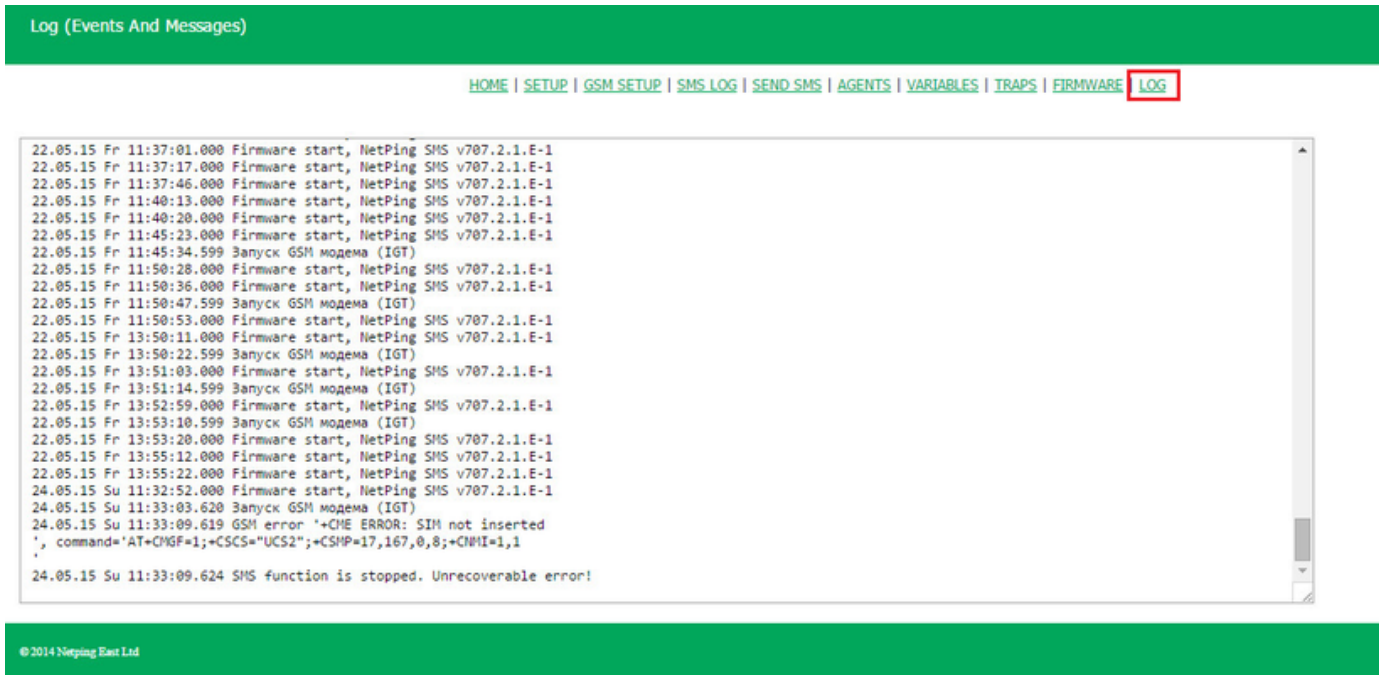 Log (Events And Messages)
HOME | SETUP | GSM SETUP | SMS LOG | SEND SMS | AGENTS | VARIABLES | TRAPS | FIRMWARE | LOG
22.05.15 Fr 11:37:01.000 Firmware start, NetPing SMS v707.2.1.E-1
22.05.15 Fr 11:37:17.000 Firmware start, NetPing SMS v707.2.1.E-1
22.05.15 Fr 11:37:46.000 Firmware start, NetPing SMS v707.2.1.E-1
22.05.15 Fr 11:40:13.000 Firmware start, NetPing SMS v707.2.1.E-1
22.05.15 Fr 11:40:20.000 Firmware start, NetPing SMS v707.2.1.E-1
22.05.15 Fr 11:45:23.000 Firmware start, NetPing SMS v707.2.1.E-1
22.05.15 Fr 11:45:34.599 Запуск GSM модема (IGT)
22.05.15 Fr 11:50:28.000 Firmware start, NetPing SMS v707.2.1.E-1
22.05.15 Fr 11:50:36.000 Firmware start, NetPing SMS v707.2.1.E-1
22.05.15 Fr 11:50:47.599 Запуск GSM модема (IGT)
22.05.15 Fr 11:50:53.000 Firmware start, NetPing SMS v707.2.1.E-1
22.05.15 Fr 13:50:11.000 Firmware start, NetPing SMS v707.2.1.E-1
22.05.15 Fr 13:50:22.599 Запуск GSM модема (IGT)
22.05.15 Fr 13:51:03.000 Firmware start, NetPing SMS v707.2.1.E-1
22.05.15 Fr 13:51:14.599 Запуск GSM модема (IGT)
22.05.15 Fr 13:52:59.000 Firmware start, NetPing SMS v707.2.1.E-1
22.05.15 Fr 13:53:10.599 Запуск GSM модема (IGT)
22.05.15 Fr 13:53:20.000 Firmware start, NetPing SMS v707.2.1.E-1
22.05.15 Fr 13:55:12.000 Firmware start, NetPing SMS v707.2.1.E-1
22.05.15 Fr 13:55:22.000 Firmware start, NetPing SMS v707.2.1.E-1
24.05.15 Su 11:32:52.000 Firmware start, NetPing SMS v707.2.1.E-1
24.05.15 Su 11:33:03.620 Запуск GSM модема (IGT)
24.05.15 Su 11:33:09.619 GSM error '+CME ERROR: SIM not inserted
', command='AT+CMGF=1;+CSCS="UCS2";+CSMP=17,167,0,8;+CNMI=1,1
'
24.05.15 Su 11:33:09.624 SMS function is stopped. Unrecoverable error!
©2014 Netping East Ltd